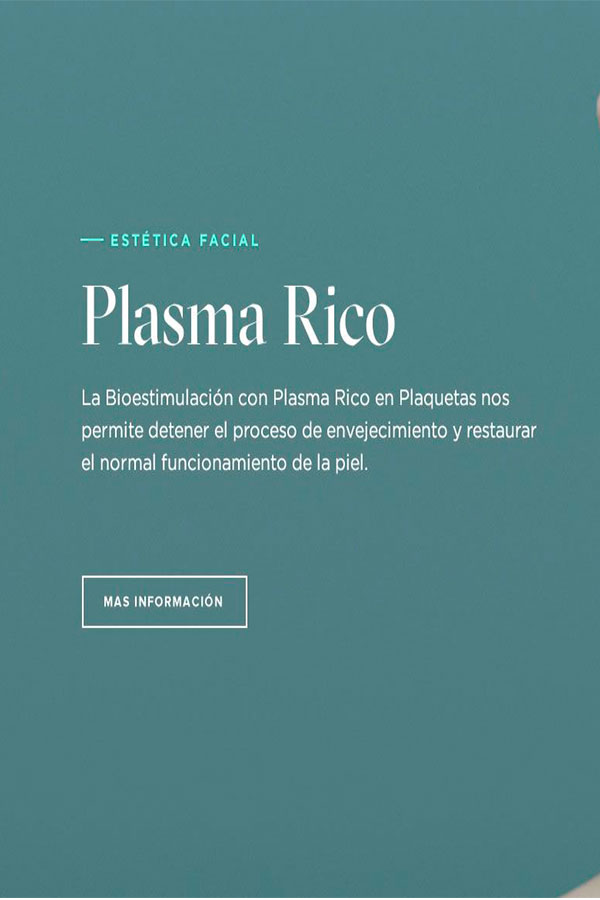 ESTÉTICA FACIAL
Plasma Rico
La Bioestimulación con Plasma Rico en Plaquetas nos
permite detener el proceso de envejecimiento y restaurar
el normal funcionamiento de la piel.
MAS INFORMACIÓN